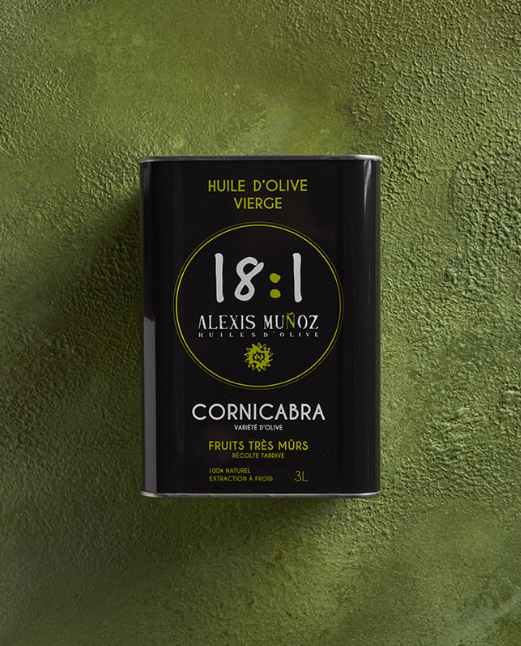 HUILE D'OLIVE
VIERGE
18:1
ALEXIS MUÑOZ
HUILES D'OLIVE
CORNICABRA
VARIÉTÉ D'OLIVE
FRUITS TRÈS MÛRS
RÉCOLTE TARDIVE
100% NATUREL
EXTRACTION À FROID 3L